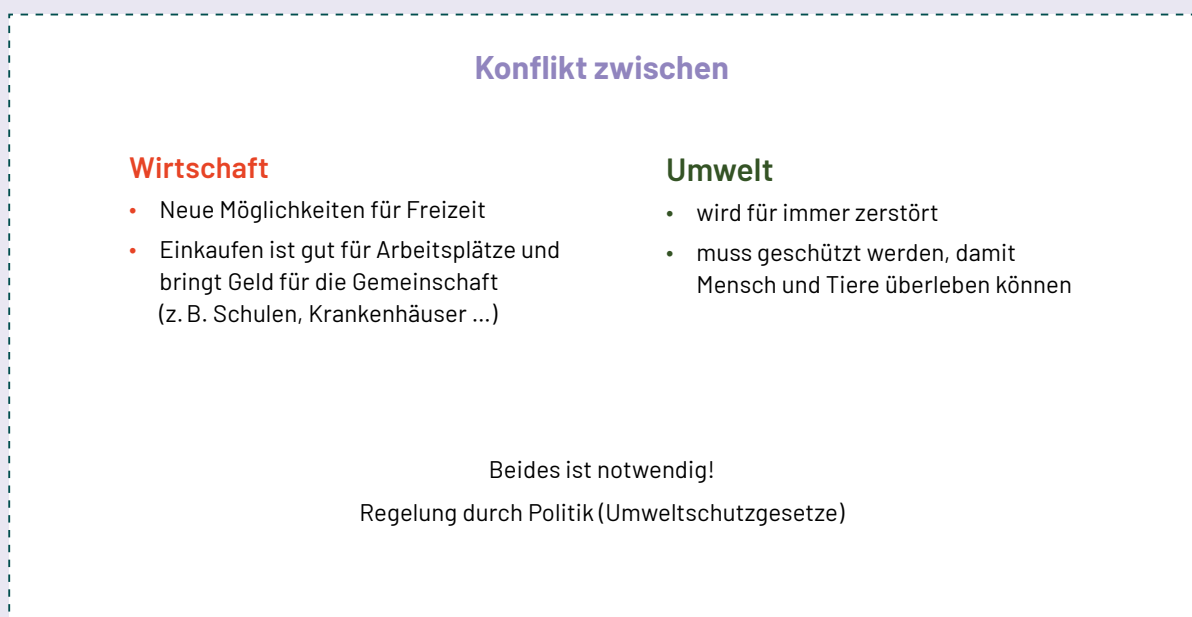 Konflikt zwischen
Wirtschaft
• Neue Möglichkeiten für Freizeit
• Einkaufen ist gut für Arbeitsplätze und
bringt Geld für die Gemeinschaft
(z. B. Schulen, Krankenhäuser ...)
Umwelt
• wird für immer zerstört
• muss geschützt werden, damit
Mensch und Tiere überleben können
Beides ist notwendig!
Regelung durch Politik (Umweltschutzgesetze)